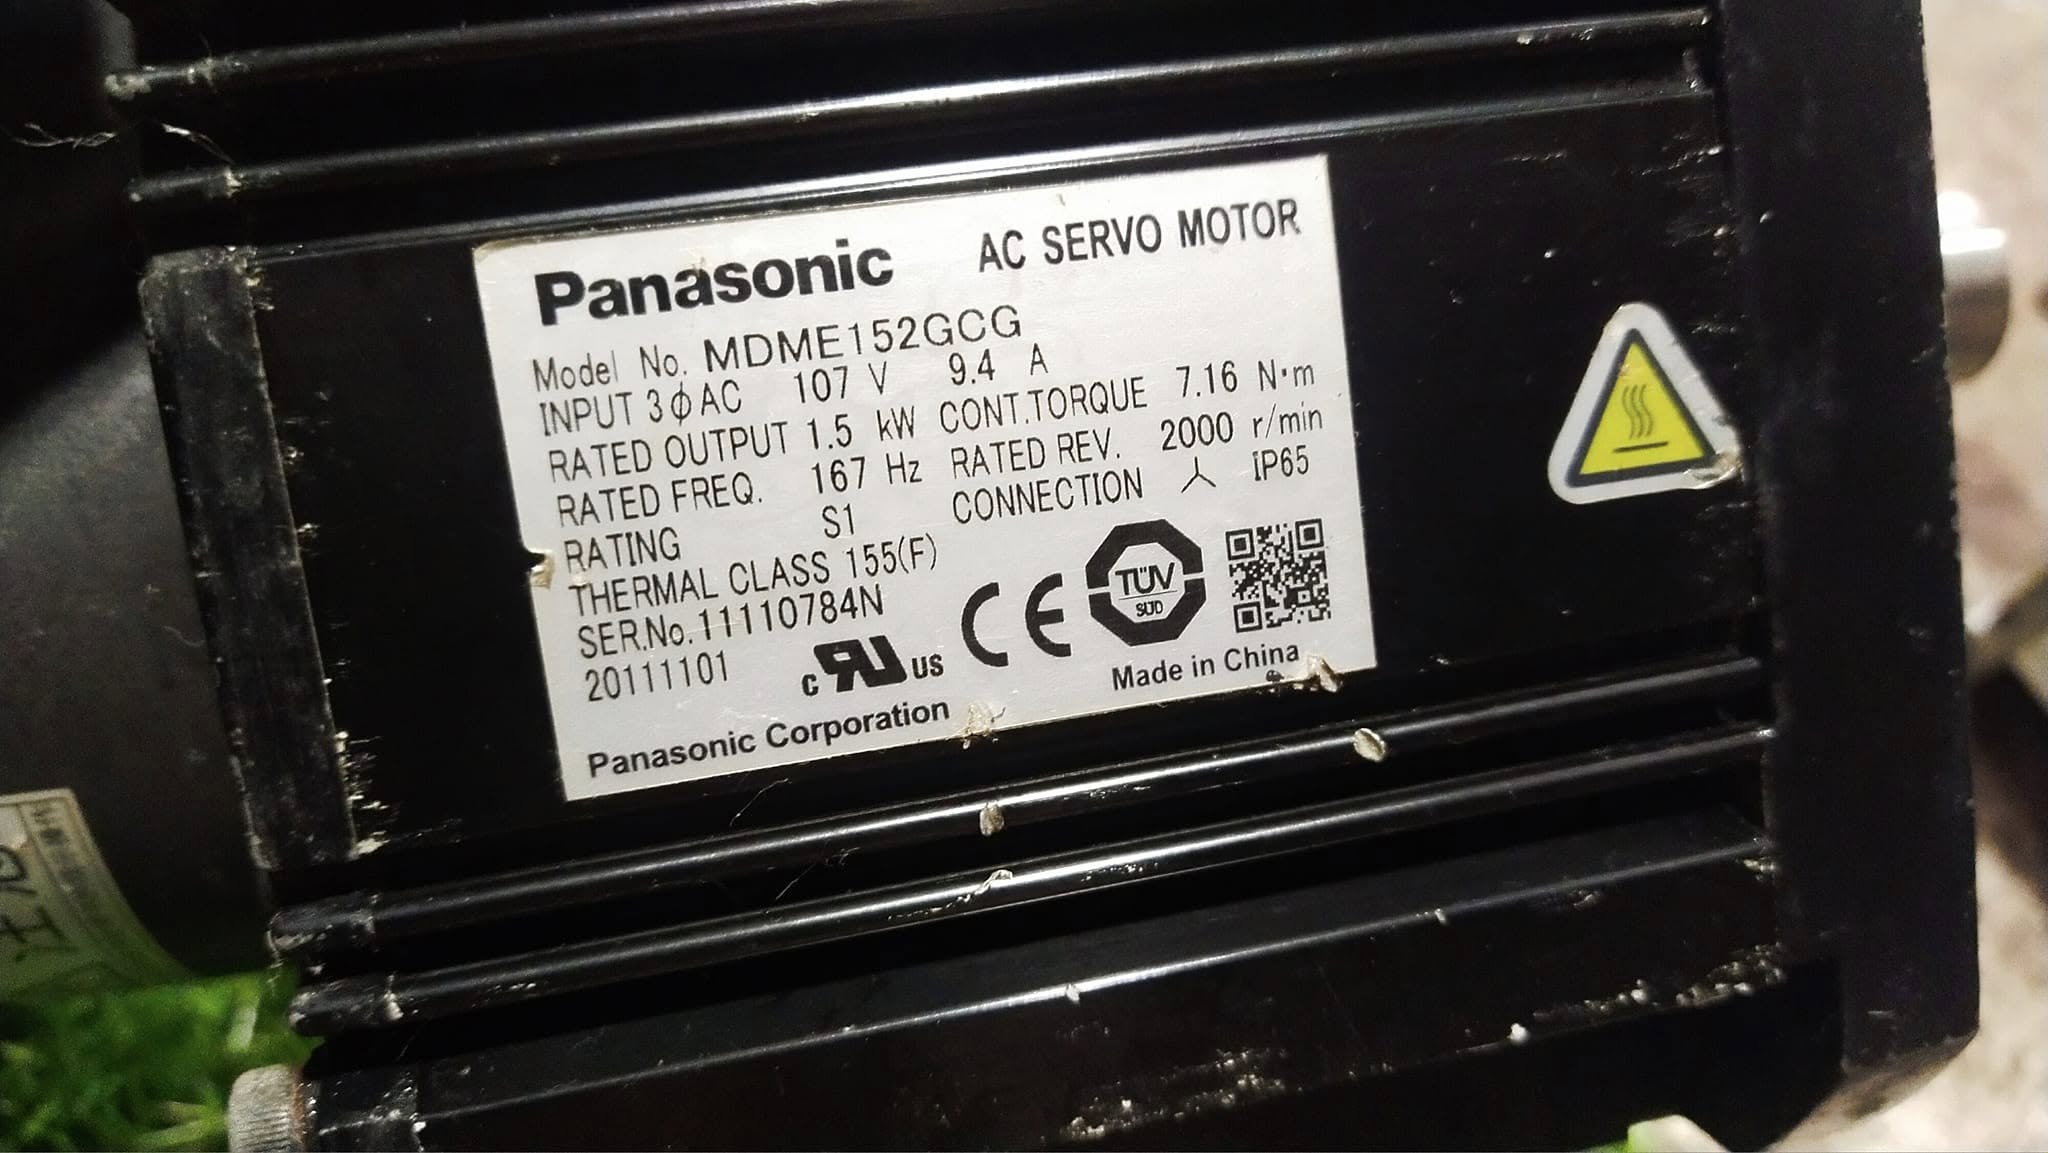 Panasonic AC SERVO MOTOR
Model No. MDME152GCG
INPUT 3ϕAC 107 V 9.4 A
RATED OUTPUT 1.5 kW CONT.TORQUE 7.16 N·m
RATED FREQ. 167 Hz RATED REV. 2000 r/min
RATING S1 CONNECTION IP65
THERMAL CLASS 155(F)
SER.No. 11110784N
20111101
c RU us CE TÜV SÜD
Made in China
Panasonic Corporation